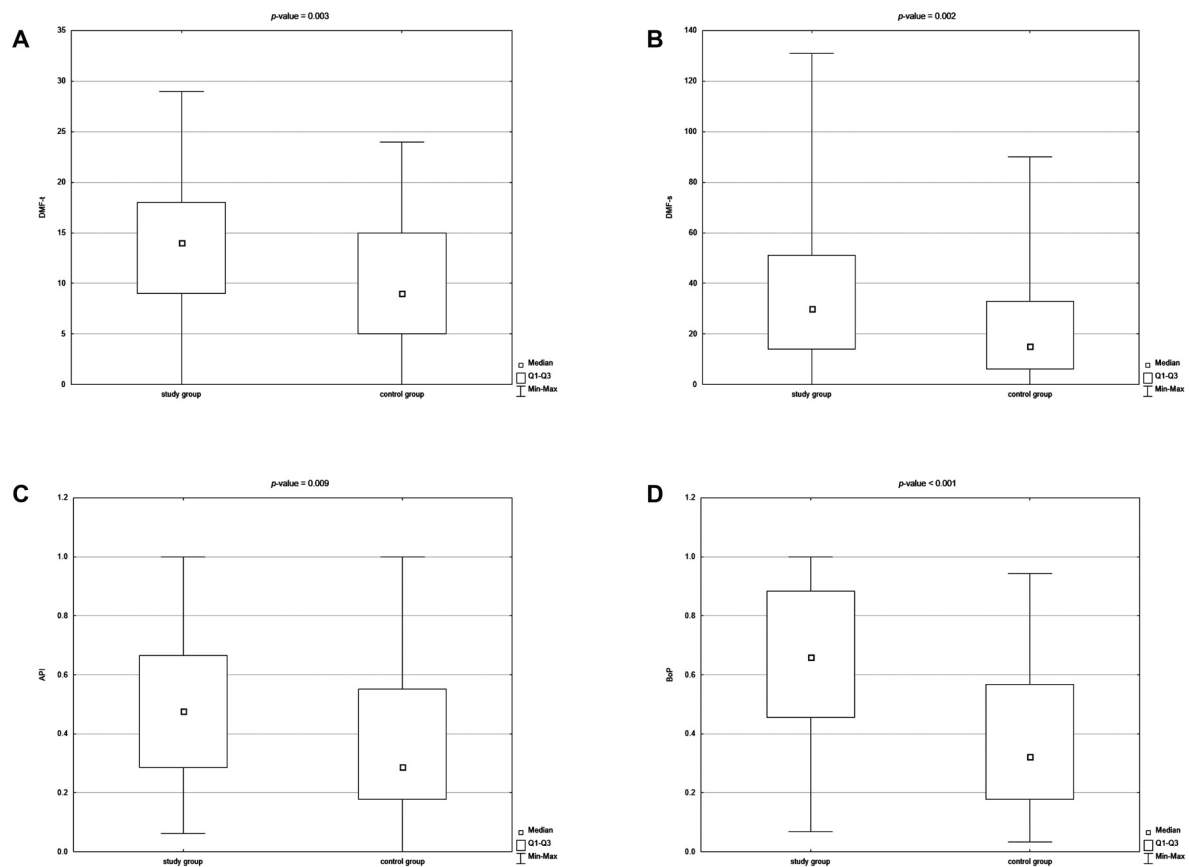 A
p-value = 0.003
35
30
25
20
15
10
5
0
DMF-t
study group
control group
Median
Q1-Q3
Min-Max
B
p-value = 0.002
140
120
100
80
60
40
20
0
DMF-s
study group
control group
Median
Q1-Q3
Min-Max
C
p-value = 0.009
1.2
1.0
0.8
0.6
0.4
0.2
0.0
API
study group
control group
Median
Q1-Q3
Min-Max
D
p-value < 0.001
1.2
1.0
0.8
0.6
0.4
0.2
0.0
BoP
study group
control group
Median
Q1-Q3
Min-Max